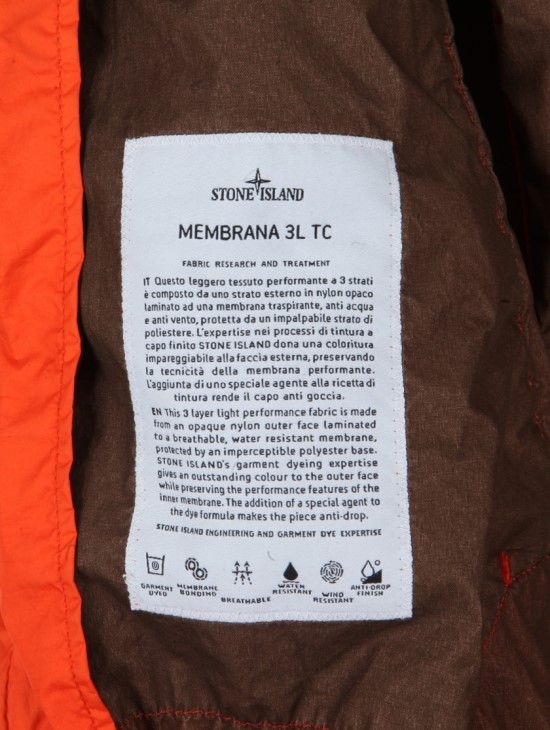 STONE ISLAND
MEMBRANA 3L TC
FABRIC RESEARCH AND TREATMENT
IT Questo leggero tessuto performante a 3 strati
è composto da uno strato esterno in nylon opaco
laminato ad una membrana traspirante, anti acqua
e anti vento, protetta da un impalpabile strato di
poliestere. L'expertise nei processi di tintura a
capo finito STONE ISLAND dona una coloritura
impareggiabile alla faccia esterna, preservando
la tecnicità della membrana performante.
L'aggiunta di uno speciale agente alla ricetta di
tintura rende il capo anti goccia.
EN This 3 layer light performance fabric is made
from an opaque nylon outer face laminated
to a breathable, water resistant membrane,
protected by an imperceptible polyester base.
STONE ISLAND's garment dyeing expertise
gives an outstanding colour to the outer face
while preserving the performance features of the
inner membrane. The addition of a special agent to
the dye formula makes the piece anti-drop.
STONE ISLAND ENGINEERING AND GARMENT DYE EXPERTISE
GARMENT DYED
MEMBRANE BONDING
BREATHABLE
WATER RESISTANT
WIND RESISTANT
ANTI-DROP FINISH